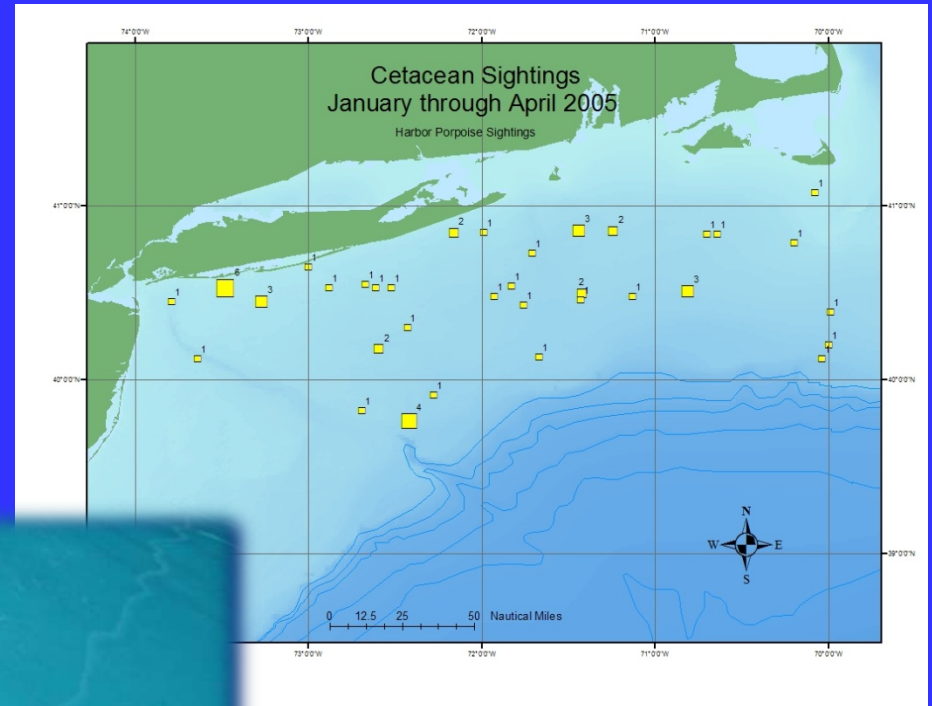 74°0'0"W 73°0'0"W 72°0'0"W 71°0'0"W 70°0'0"W
Cetacean Sightings
January through April 2005
Harbor Porpoise Sightings
1
41°0'0"N 41°0'0"N
2 1 3 2 1 1 1
1
1
1 1 1 1 1
1 1 2 1 1 3
3
1 1
1 1
2
1 1
1 1
40°0'0"N 40°0'0"N
1
1 4
N
W E
S
39°0'0"N
0 12.5 25 50 Nautical Miles
73°0'0"W 72°0'0"W 71°0'0"W 70°0'0"W